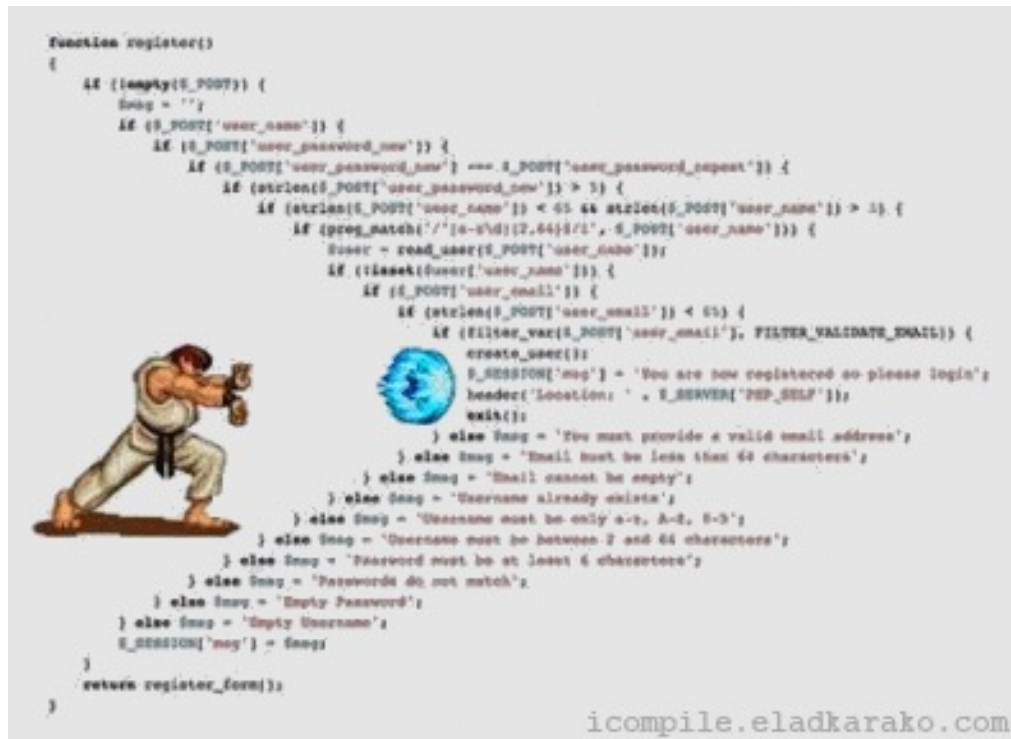 function register()
{
if (!empty($_POST)) {
$msg = '';
if ($_POST['user_name']) {
if ($_POST['user_password_new']) {
if ($_POST['user_password_new'] === $_POST['user_password_repeat']) {
if (strlen($_POST['user_password_new']) > 5) {
if (strlen($_POST['user_name']) < 65 && strlen($_POST['user_name']) > 1) {
if (preg_match('/^[a-z\d]{2,64}$/i', $_POST['user_name'])) {
$user = read_user($_POST['user_name']);
if (!isset($user['user_name'])) {
if ($_POST['user_email']) {
if (strlen($_POST['user_email']) < 65) {
if (filter_var($_POST['user_email'], FILTER_VALIDATE_EMAIL)) {
create_user();
$_SESSION['msg'] = 'You are now registered so please login';
header('Location: ' . $_SERVER['PHP_SELF']);
exit();
} else $msg = 'You must provide a valid email address';
} else $msg = 'Email must be less than 64 characters';
} else $msg = 'Email cannot be empty';
} else $msg = 'Username already exists';
} else $msg = 'Username must be only a-z, A-Z, 0-9';
} else $msg = 'Username must be between 2 and 64 characters';
} else $msg = 'Password must be at least 6 characters';
} else $msg = 'Passwords do not match';
} else $msg = 'Empty Password';
} else $msg = 'Empty Username';
$_SESSION['msg'] = $msg;
}
return register_form();
}
icompile.eladkarako.com